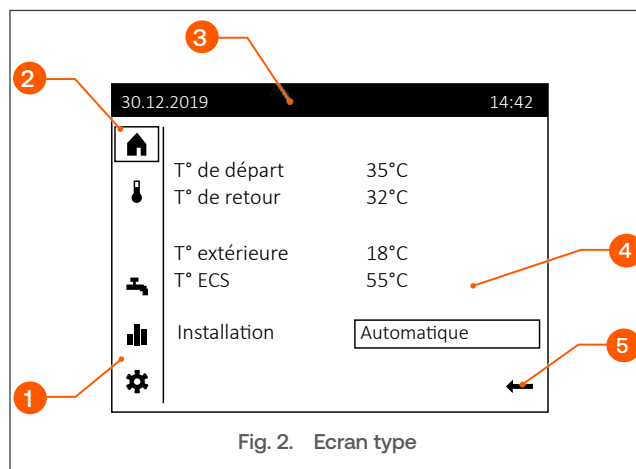 3
2
30.12.2019 14:42
T° de départ 35°C
T° de retour 32°C
T° extérieure 18°C
4
T° ECS 55°C
Installation Automatique
5
1
Fig. 2. Ecran type